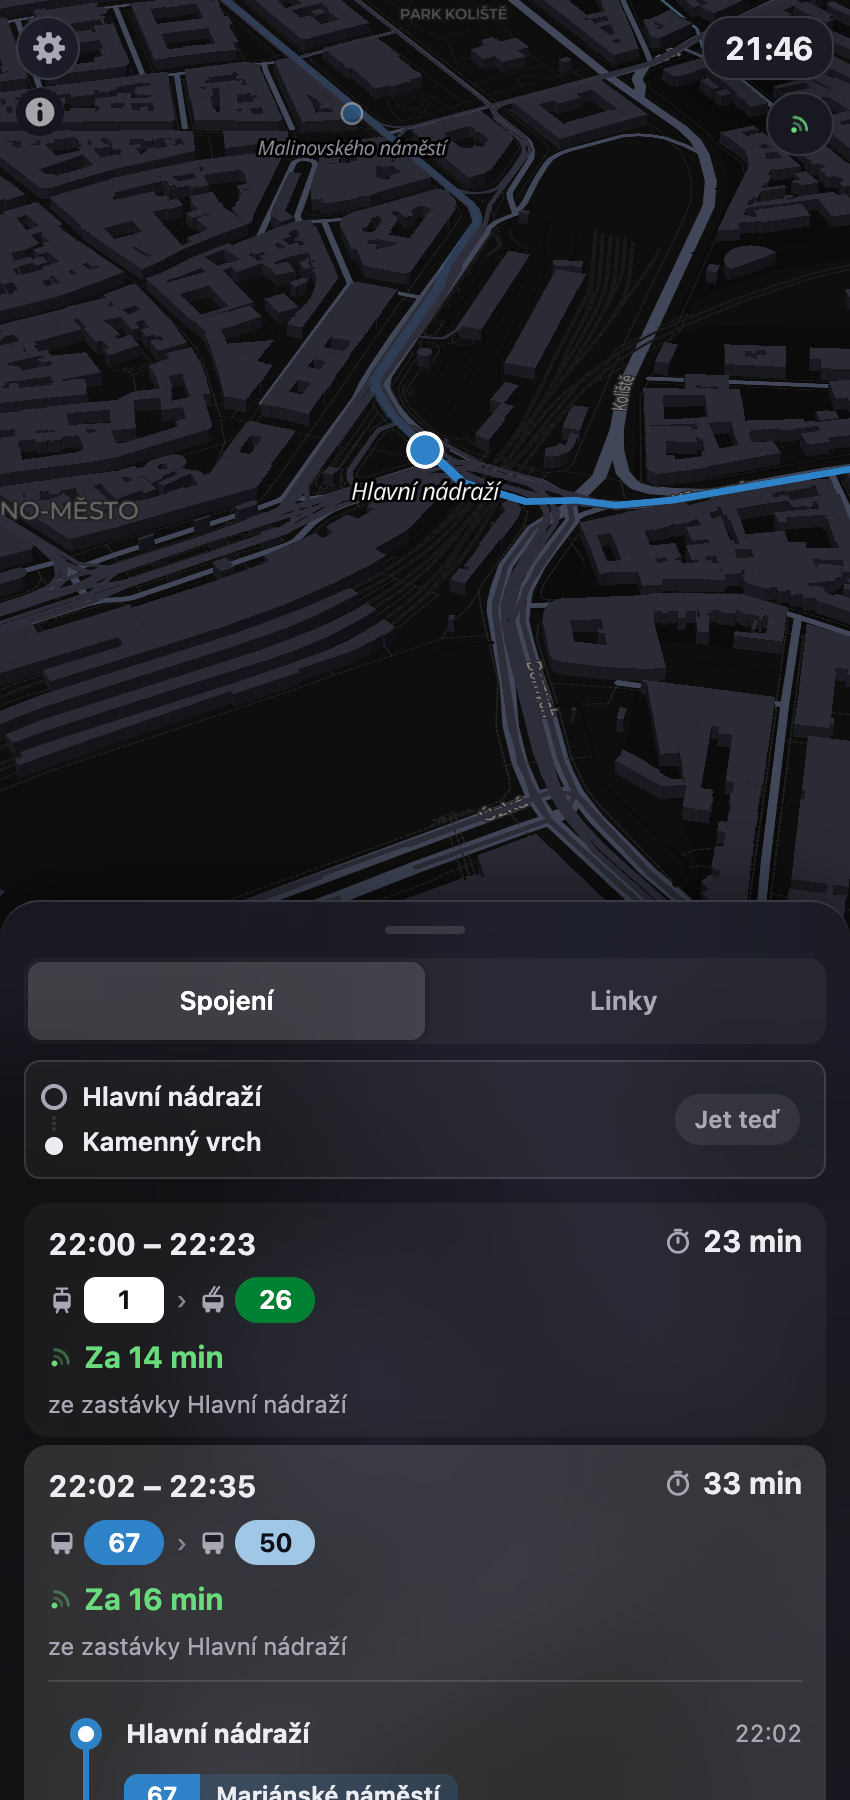 PARK KOLIŠTĚ
21:46
Malinovského náměstí
Koliště
Hlavní nádraží
NO-MĚSTO
Dornych
Úzká
Spojení
Linky
Hlavní nádraží
Kamenný vrch
Jet teď
22:00 – 22:23
23 min
1 › 26
Za 14 min
ze zastávky Hlavní nádraží
22:02 – 22:35
33 min
67 › 50
Za 16 min
ze zastávky Hlavní nádraží
Hlavní nádraží
22:02
67 Mariánské náměstí